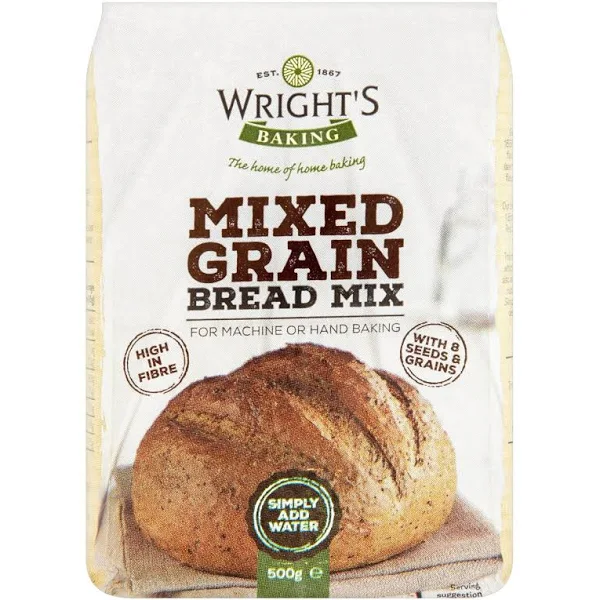 EST. 1867
WRIGHT'S
BAKING
The home of home baking
MIXED
GRAIN
BREAD MIX
FOR MACHINE OR HAND BAKING
HIGH
IN
FIBRE
WITH 8
SEEDS &
GRAINS
SIMPLY
ADD
WATER
500g e
Serving
suggestion